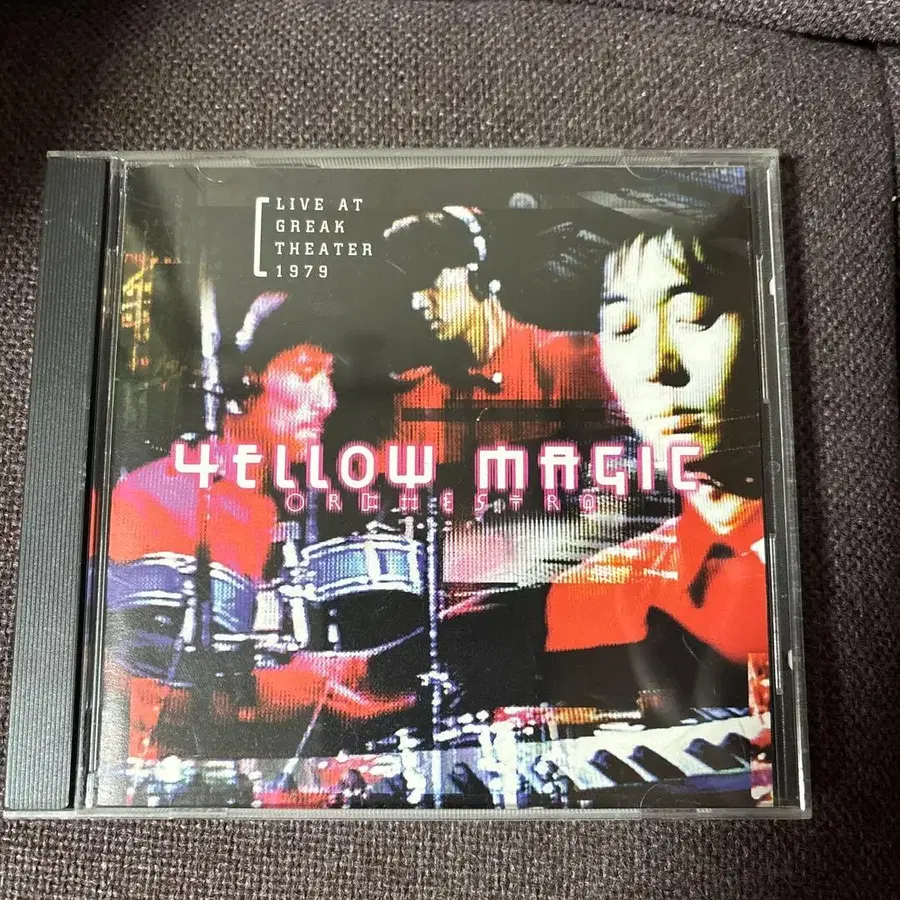 LIVE AT
GREAK
THEATER
1979
YELLOW MAGIC
ORCHESTRA